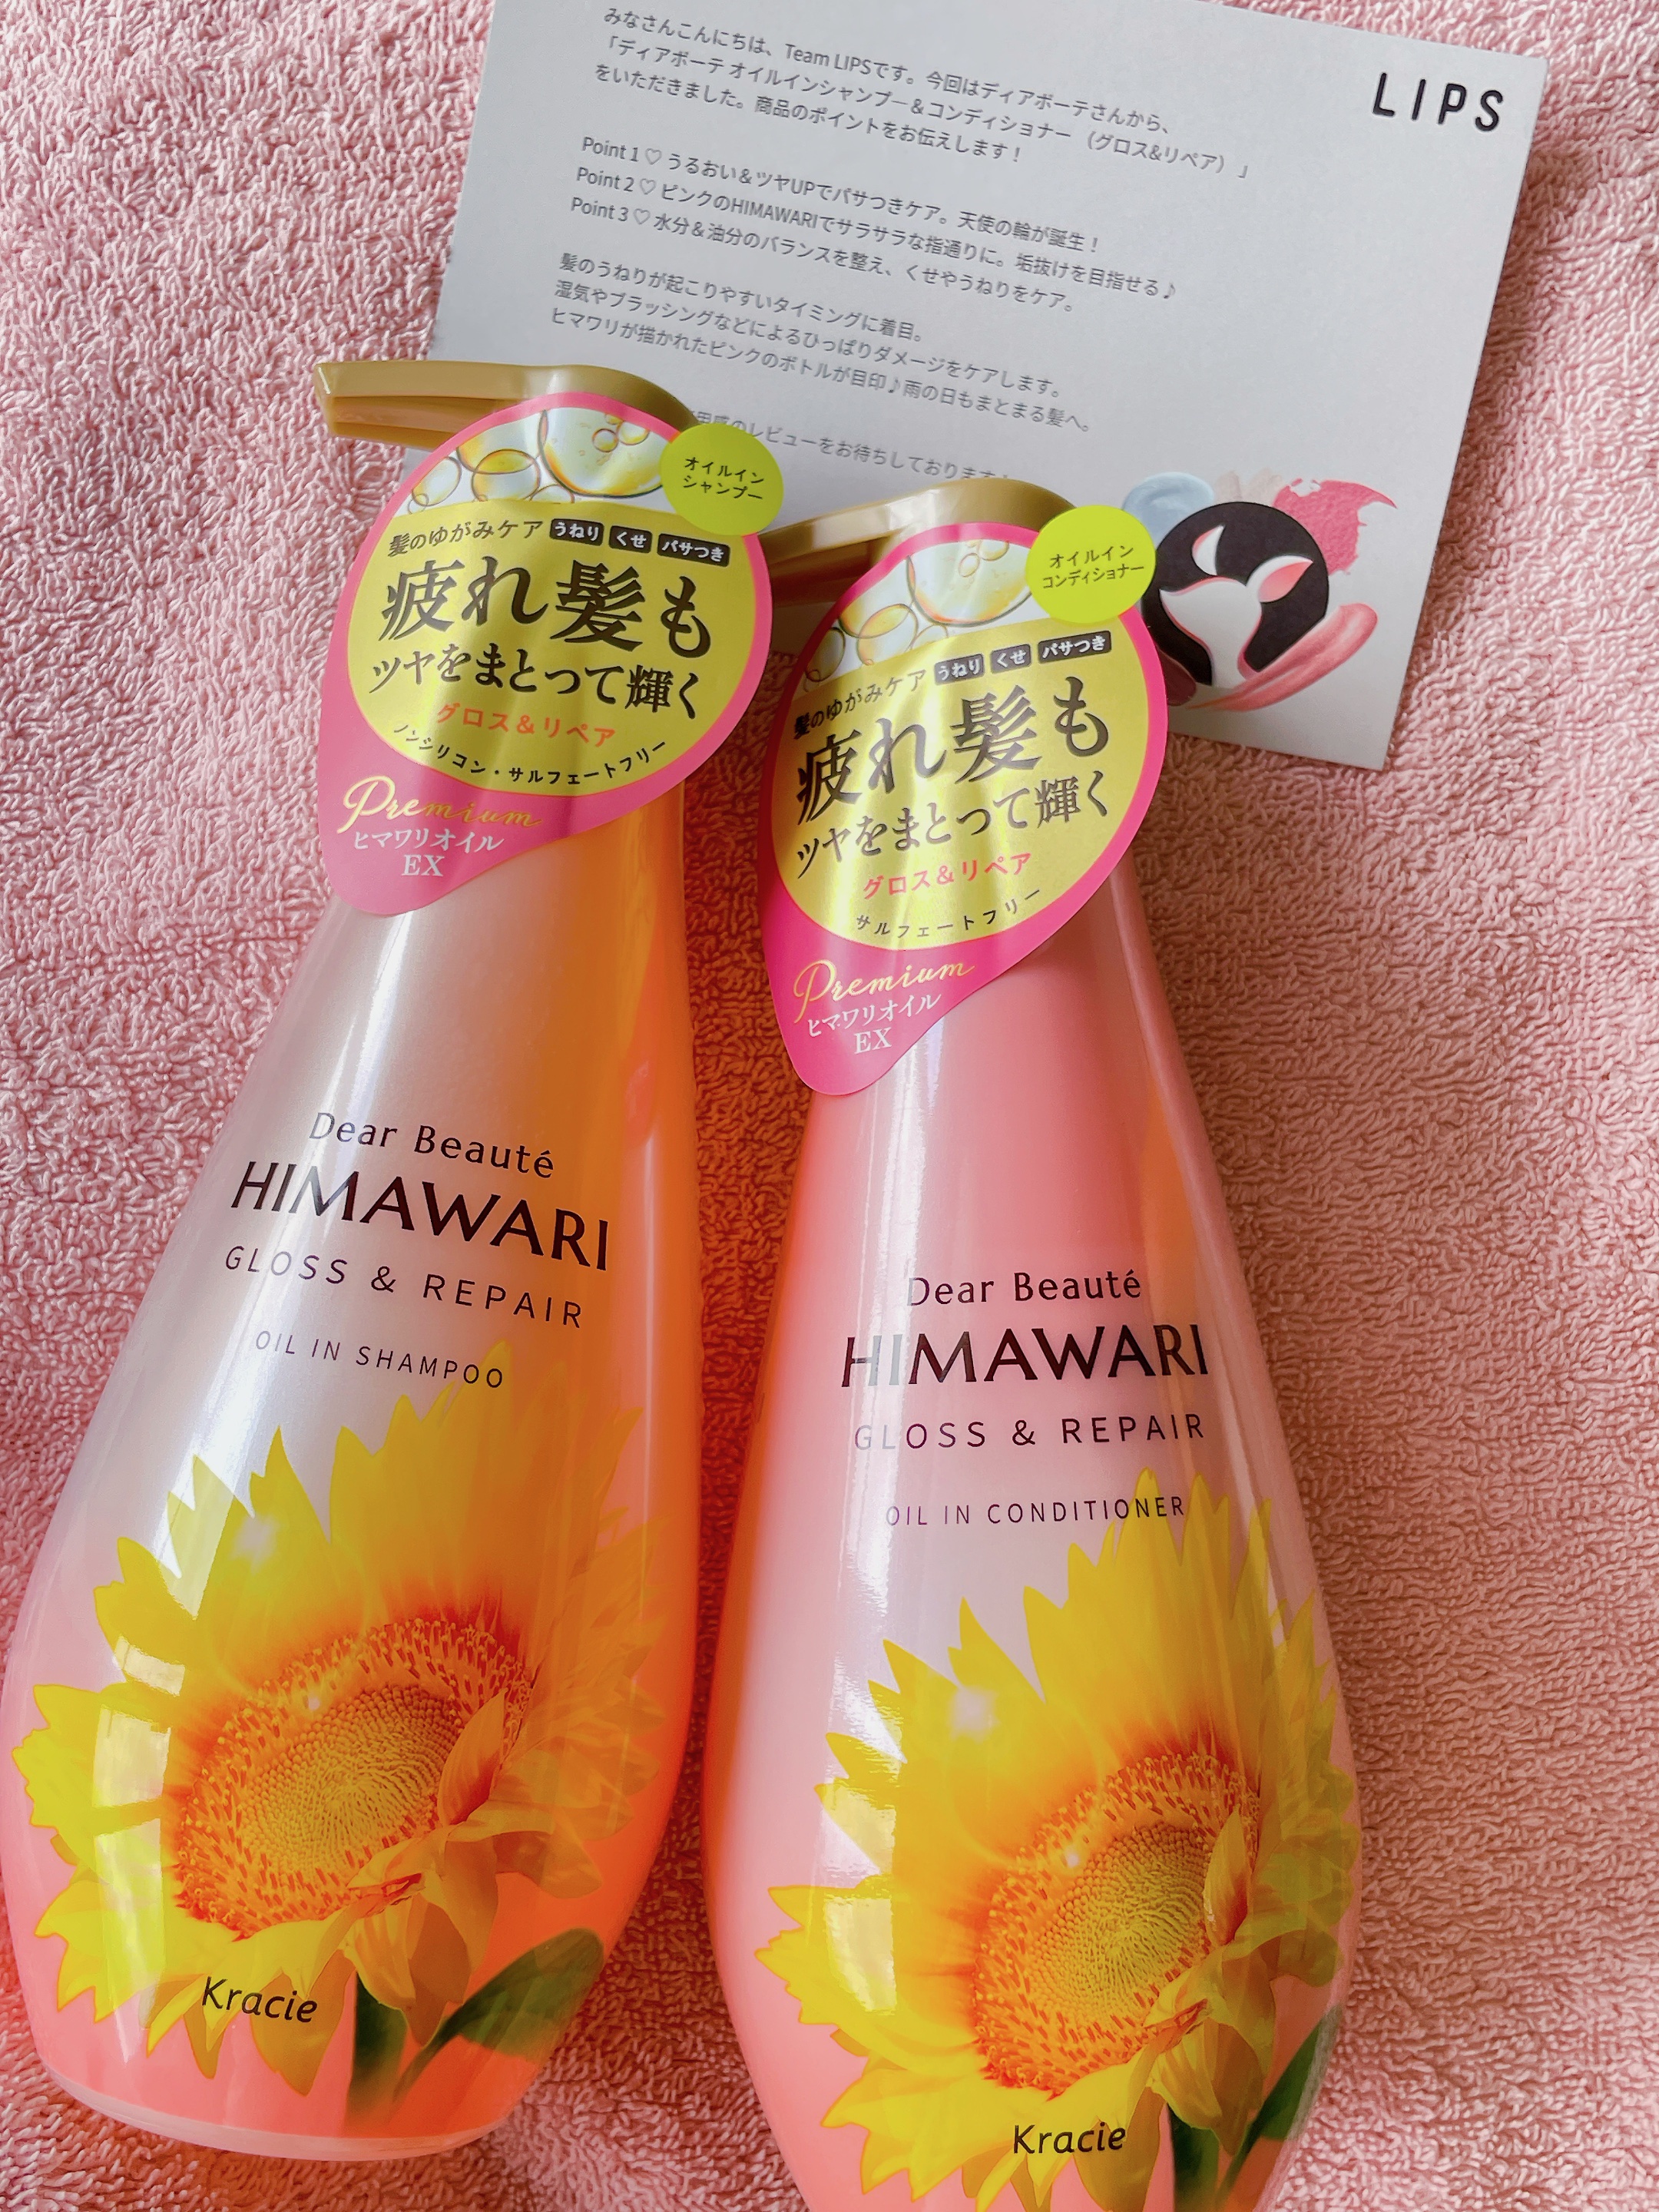 LIPS
みなさんこんにちは、Team LIPSです。今回はディアボーテさんから、
「ディアボーテ オイルインシャンプー＆コンディショナー （グロス&リペア）」
をいただきました。商品のポイントをお伝えします！
Point 1 ♡ うるおい＆ツヤUPでパサつきケア。天使の輪が誕生！
Point 2 ♡ ピンクのHIMAWARIでサラサラな指通りに。垢抜けを目指せる♪
Point 3 ♡ 水分＆油分のバランスを整え、くせやうねりをケア。
髪のうねりが起こりやすいタイミングに着目。
湿気やブラッシングなどによるひっぱりダメージをケアします。
ヒマワリが描かれたピンクのボトルが目印♪雨の日もまとまる髪へ。
のレビューをお待ちしております
オイルイン
シャンプー
髪のゆがみケア うねり くせ パサつき
疲れ髪も
ツヤをまとって輝く
グロス＆リペア
ノンシリコン・サルフェートフリー
Premium
ヒマワリオイル
EX
Dear Beauté
HIMAWARI
GLOSS & REPAIR
OIL IN SHAMPOO
Kracie
オイルイン
コンディショナー
髪のゆがみケア うねり くせ パサつき
疲れ髪も
ツヤをまとって輝く
グロス＆リペア
サルフェートフリー
Premium
ヒマワリオイル
EX
Dear Beauté
HIMAWARI
GLOSS & REPAIR
OIL IN CONDITIONER
Kracie